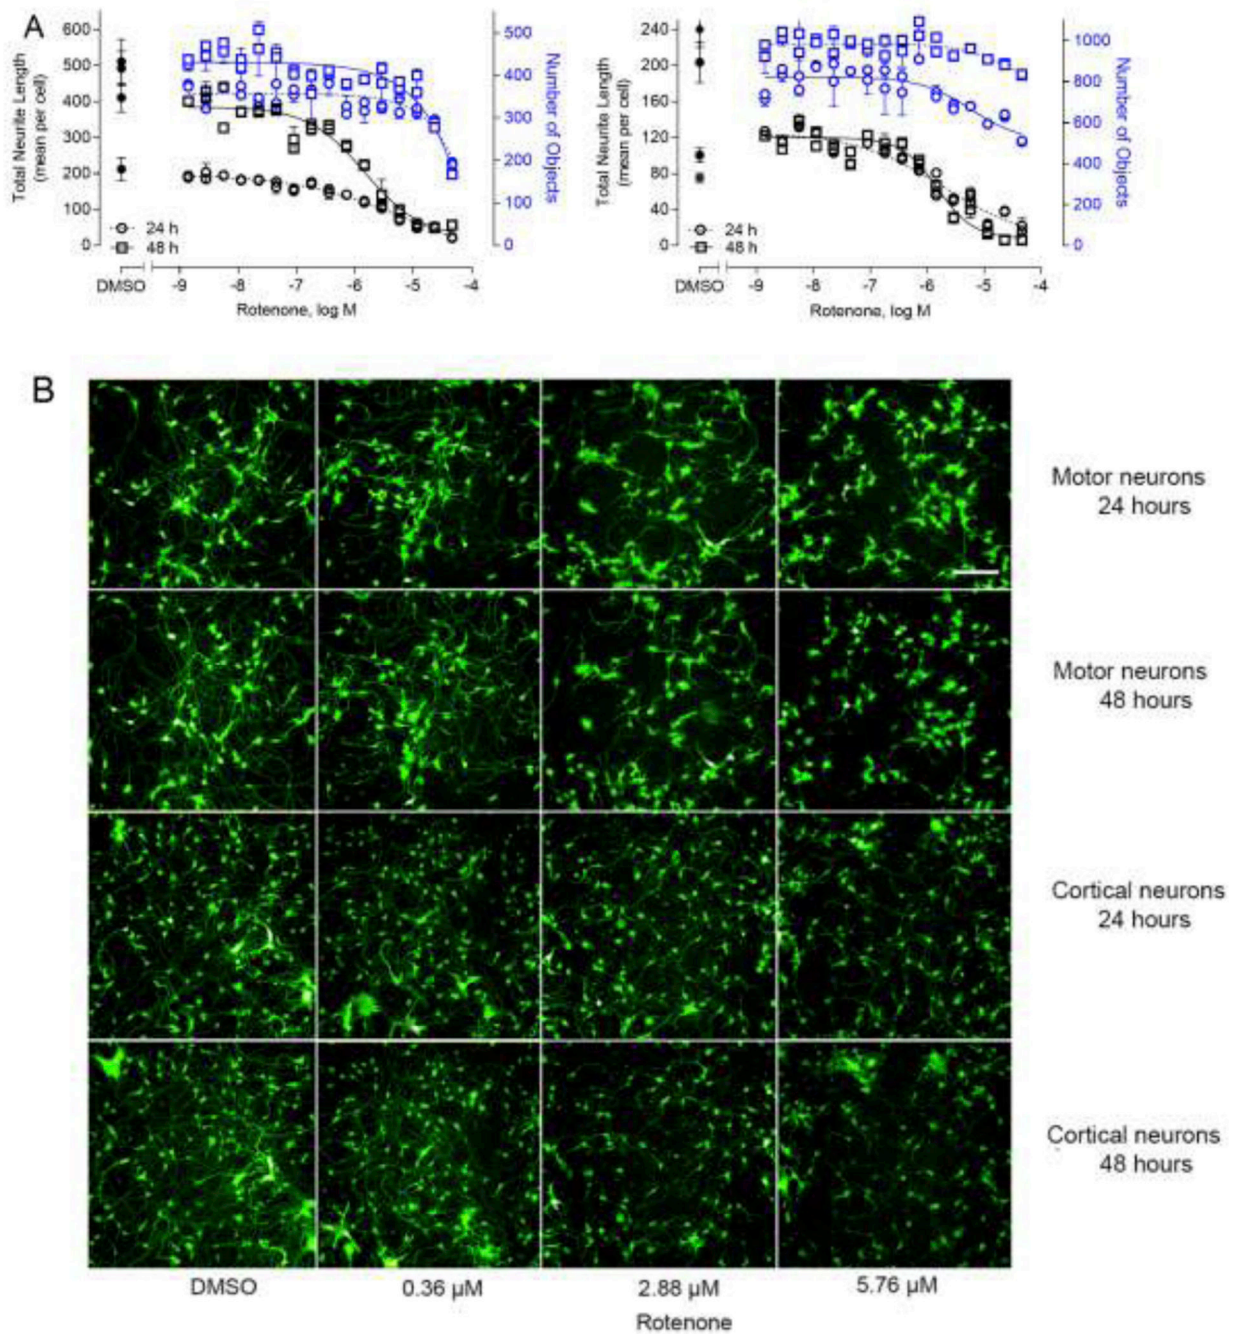 A
Total Neurite Length
(mean per cell)
600
500
400
300
200
100
0
24 h
48 h
500
400
300
200
100
0
Number of Objects
DMSO
-9
-8
-7
-6
-5
-4
Rotenone, log M
Total Neurite Length
(mean per cell)
240
200
160
120
80
40
0
24 h
48 h
1000
800
600
400
200
0
Number of Objects
DMSO
-9
-8
-7
-6
-5
-4
Rotenone, log M
B
Motor neurons
24 hours
Motor neurons
48 hours
Cortical neurons
24 hours
Cortical neurons
48 hours
DMSO
0.36 µM
2.88 µM
5.76 µM
Rotenone